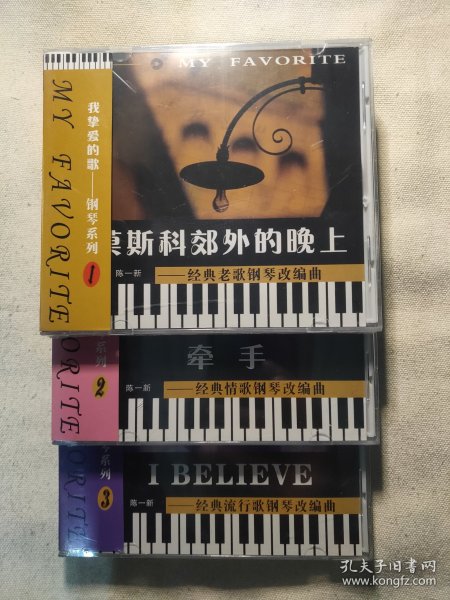 MY FAVORITE
我挚爱的歌——钢琴系列 1
MY FAVORITE
莫斯科郊外的晚上
陈一新
——经典老歌钢琴改编曲
系列 2
ORITE
牵手
陈一新
——经典情歌钢琴改编曲
琴系列 3
I BELIEVE
陈一新
——经典流行歌钢琴改编曲
孔夫子旧书网
www.kongfz.com